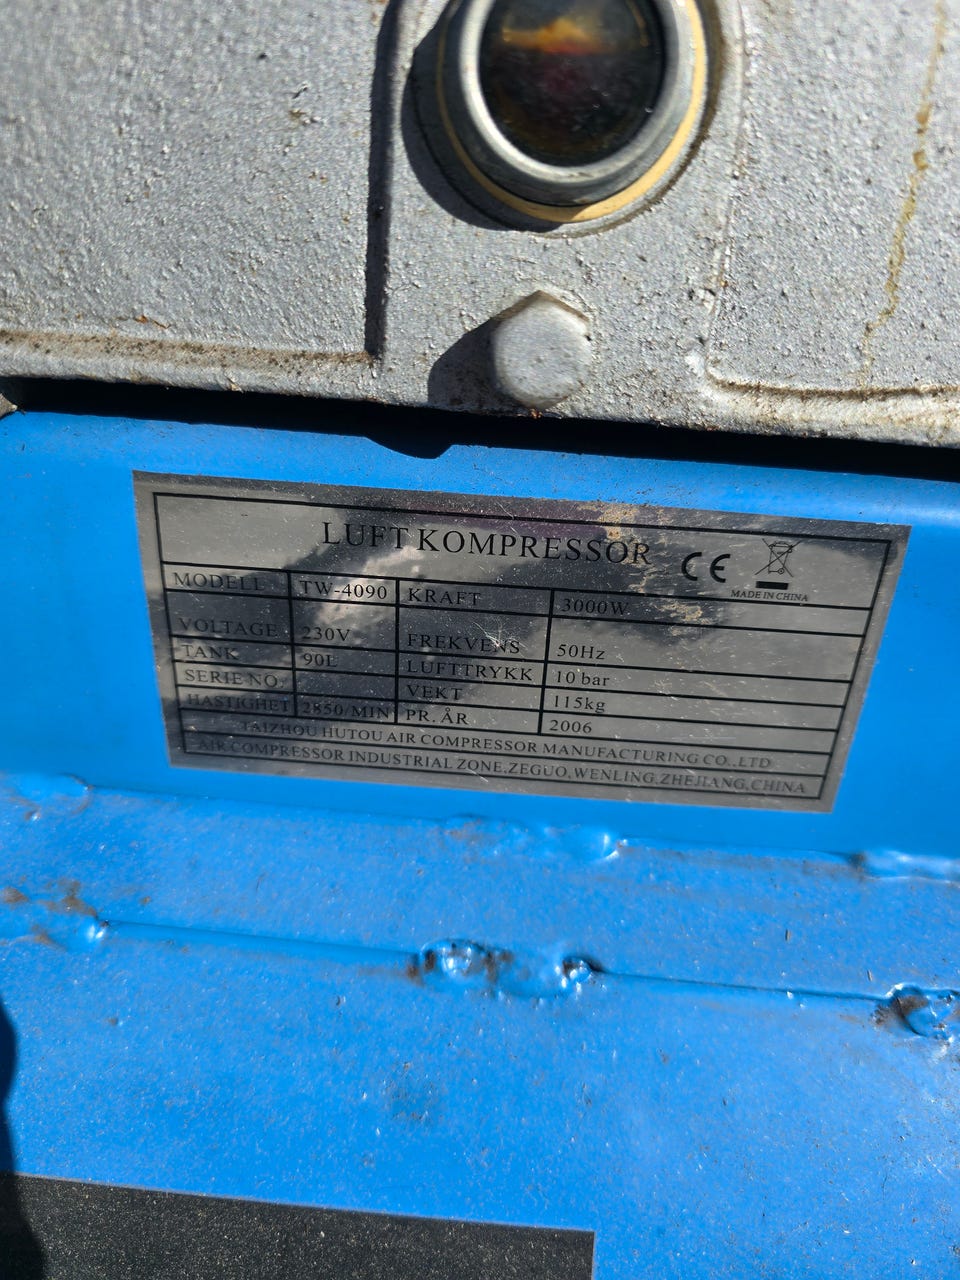 LUFTKOMPRESSOR CE
MADE IN CHINA
MODELL TW-4090 KRAFT 3000W
VOLTAGE 230V FREKVENS 50Hz
TANK 90L LUFTTRYKK 10 bar
SERIE NO: VEKT 115kg
HASTIGHET 2850/MIN PR. ÅR 2006
TAIZHOU HUTOU AIR COMPRESSOR MANUFACTURING CO.,LTD
AIR COMPRESSOR INDUSTRIAL ZONE,ZEGUO,WENLING,ZHEJIANG,CHINA